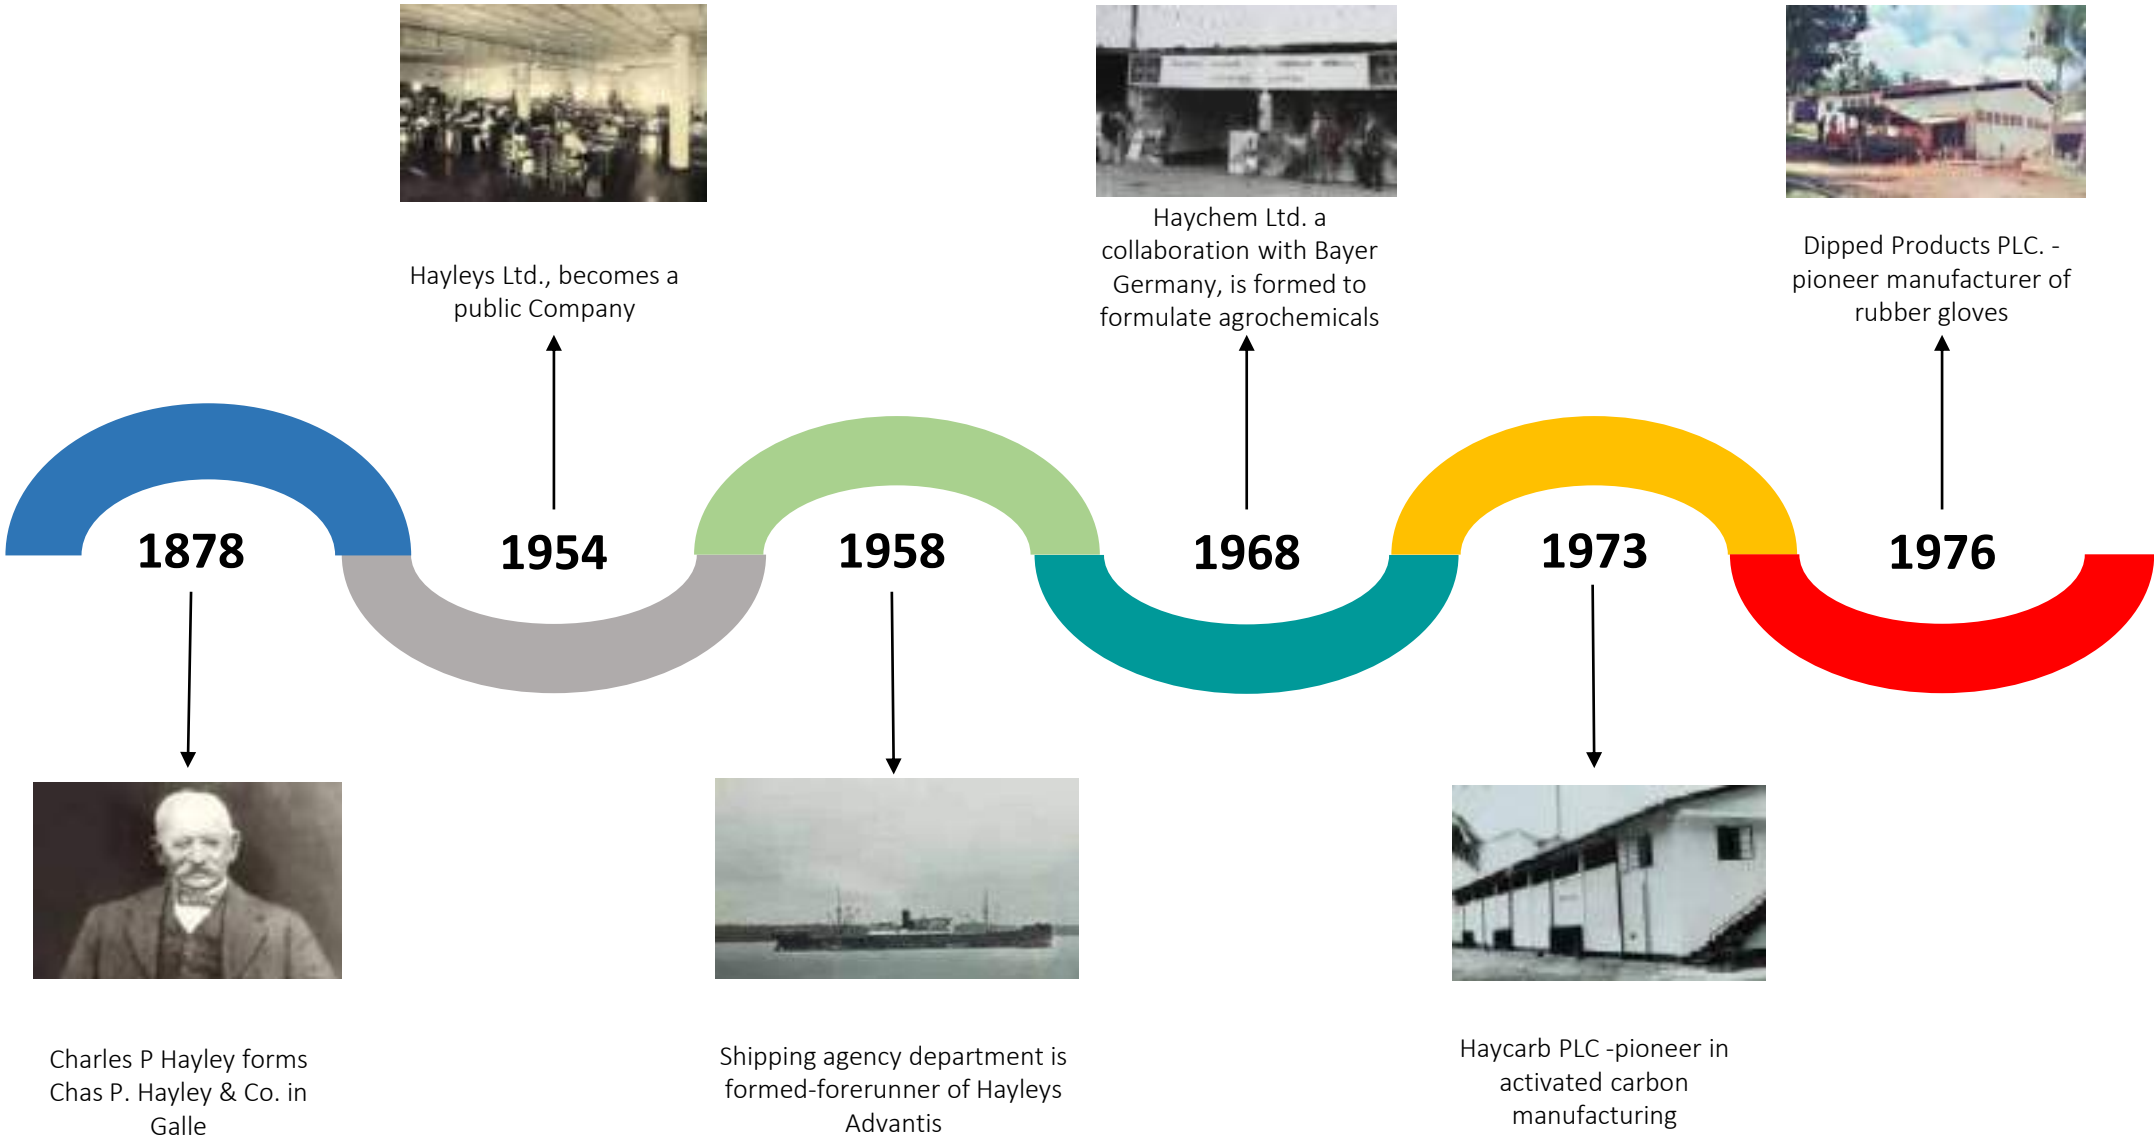 Hayleys Ltd., becomes a
public Company
Haychem Ltd. a
collaboration with Bayer
Germany, is formed to
formulate agrochemicals
Dipped Products PLC. -
pioneer manufacturer of
rubber gloves
1878
1954
1958
1968
1973
1976
Charles P Hayley forms
Chas P. Hayley & Co. in
Galle
Shipping agency department is
formed-forerunner of Hayleys
Advantis
Haycarb PLC -pioneer in
activated carbon
manufacturing